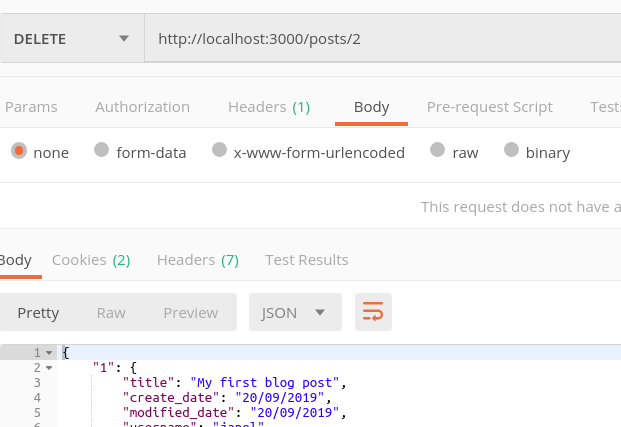 DELETE http://localhost:3000/posts/2
Params Authorization Headers (1) Body Pre-request Script Tests
none form-data x-www-form-urlencoded raw binary
This request does not have a
Body Cookies (2) Headers (7) Test Results
Pretty Raw Preview JSON
1 {
2 "1": {
3 "title": "My first blog post",
4 "create_date": "20/09/2019",
5 "modified_date": "20/09/2019",
6 "username": "janel"